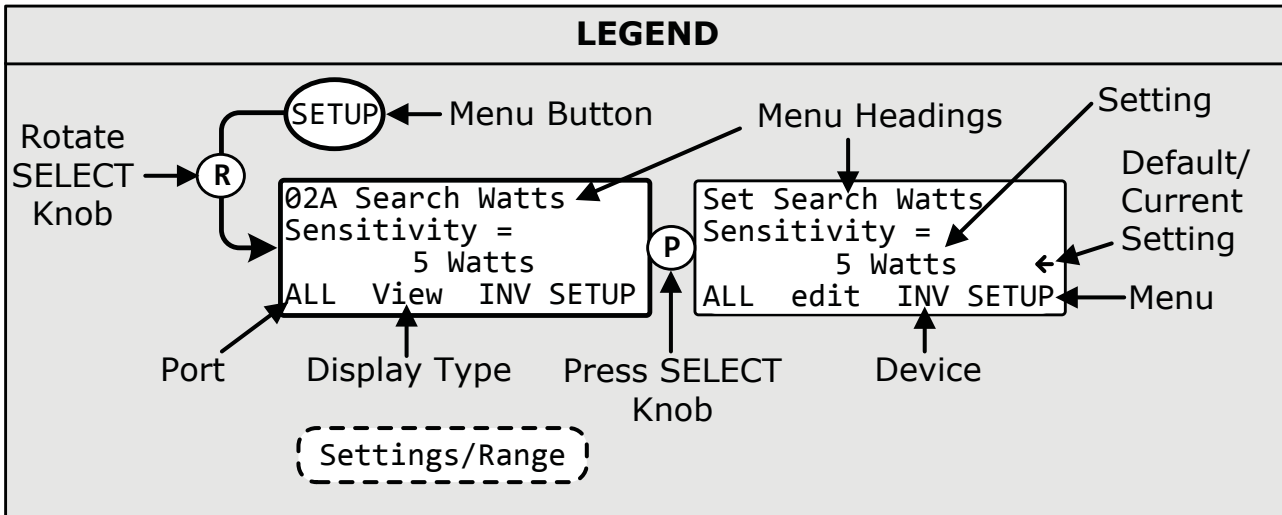 LEGEND
SETUP
Menu Button
Menu Headings
Setting
Rotate
SELECT
Knob
R
Default/
Current
Setting
02A Search Watts
Sensitivity =
5 Watts
ALL View INV SETUP
P
Set Search Watts
Sensitivity =
5 Watts ←
ALL edit INV SETUP
Menu
Port
Display Type
Press SELECT
Knob
Device
Settings/Range